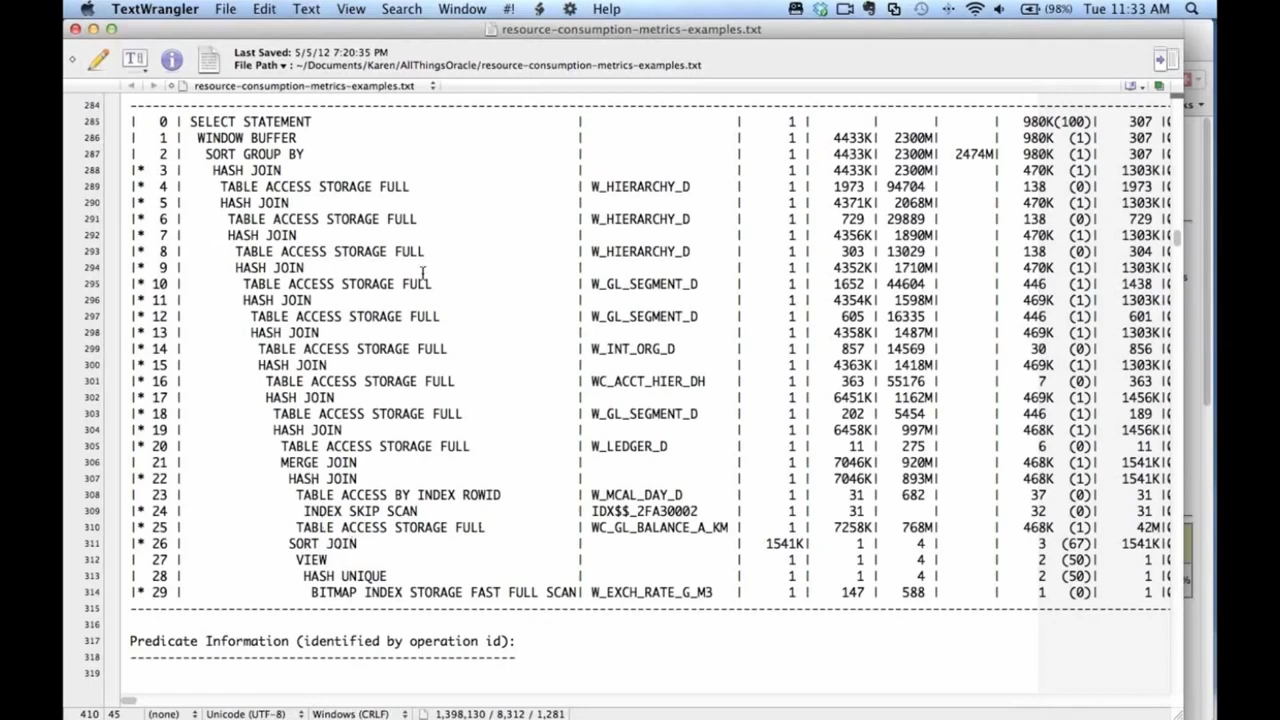 TextWrangler File Edit Text View Search Window #! Help (98%) Tue 11:33 AM
resource-consumption-metrics-examples.txt
Last Saved: 5/5/12 7:20:35 PM
File Path ▾ : ~/Documents/Karen/AllThingsOracle/resource-consumption-metrics-examples.txt
resource-consumption-metrics-examples.txt
284 ------------------------------------------------------------------------------------------------------------------------------------------
285 | 0 | SELECT STATEMENT | | 1 | | | | 980K(100)| 307 |
286 | 1 | WINDOW BUFFER | | 1 | 4433K| 2300M| | 980K (1)| 307 |
287 | 2 | SORT GROUP BY | | 1 | 4433K| 2300M| 2474M| 980K (1)| 307 |
288 |* 3 | HASH JOIN | | 1 | 4433K| 2300M| | 470K (1)| 1303K|
289 |* 4 | TABLE ACCESS STORAGE FULL | W_HIERARCHY_D | 1 | 1973 | 94704 | | 138 (0)| 1973 |
290 |* 5 | HASH JOIN | | 1 | 4371K| 2068M| | 470K (1)| 1303K|
291 |* 6 | TABLE ACCESS STORAGE FULL | W_HIERARCHY_D | 1 | 729 | 29889 | | 138 (0)| 729 |
292 |* 7 | HASH JOIN | | 1 | 4356K| 1890M| | 470K (1)| 1303K|
293 |* 8 | TABLE ACCESS STORAGE FULL | W_HIERARCHY_D | 1 | 303 | 13029 | | 138 (0)| 304 |
294 |* 9 | HASH JOIN | | 1 | 4352K| 1710M| | 470K (1)| 1303K|
295 |* 10 | TABLE ACCESS STORAGE FULL | W_GL_SEGMENT_D | 1 | 1652 | 44604 | | 446 (0)| 1438 |
296 |* 11 | HASH JOIN | | 1 | 4354K| 1598M| | 469K (1)| 1303K|
297 |* 12 | TABLE ACCESS STORAGE FULL | W_GL_SEGMENT_D | 1 | 605 | 16335 | | 446 (0)| 601 |
298 |* 13 | HASH JOIN | | 1 | 4358K| 1487M| | 469K (1)| 1303K|
299 |* 14 | TABLE ACCESS STORAGE FULL | W_INT_ORG_D | 1 | 857 | 14569 | | 30 (0)| 856 |
300 |* 15 | HASH JOIN | | 1 | 4363K| 1418M| | 469K (1)| 1303K|
301 |* 16 | TABLE ACCESS STORAGE FULL | WC_ACCT_HIER_DH | 1 | 363 | 55176 | | 7 (0)| 363 |
302 |* 17 | HASH JOIN | | 1 | 6451K| 1162M| | 469K (1)| 1456K|
303 |* 18 | TABLE ACCESS STORAGE FULL | W_GL_SEGMENT_D | 1 | 202 | 5454 | | 446 (0)| 189 |
304 |* 19 | HASH JOIN | | 1 | 6458K| 997M| | 468K (1)| 1456K|
305 |* 20 | TABLE ACCESS STORAGE FULL | W_LEDGER_D | 1 | 11 | 275 | | 6 (0)| 11 |
306 | 21 | MERGE JOIN | | 1 | 7046K| 920M| | 468K (1)| 1541K|
307 |* 22 | HASH JOIN | | 1 | 7046K| 893M| | 468K (1)| 1541K|
308 | 23 | TABLE ACCESS BY INDEX ROWID | W_MCAL_DAY_D | 1 | 31 | 682 | | 37 (0)| 31 |
309 |* 24 | INDEX SKIP SCAN | IDX$$_2FA30002 | 1 | 31 | | | 32 (0)| 31 |
310 |* 25 | TABLE ACCESS STORAGE FULL | WC_GL_BALANCE_A_KM | 1 | 7258K| 768M| | 468K (1)| 42M|
311 |* 26 | SORT JOIN | | 1541K| 1 | 4 | | 3 (67)| 1541K|
312 | 27 | VIEW | | 1 | 1 | 4 | | 2 (50)| 1 |
313 | 28 | HASH UNIQUE | | 1 | 1 | 4 | | 2 (50)| 1 |
314 |* 29 | BITMAP INDEX STORAGE FAST FULL SCAN| W_EXCH_RATE_G_M3 | 1 | 147 | 588 | | 1 (0)| 1 |
315 ------------------------------------------------------------------------------------------------------------------------------------------
316
317 Predicate Information (identified by operation id):
318 ---------------------------------------------------
319
410 45 (none) Unicode (UTF-8) Windows (CRLF) 1,398,130 / 8,312 / 1,281